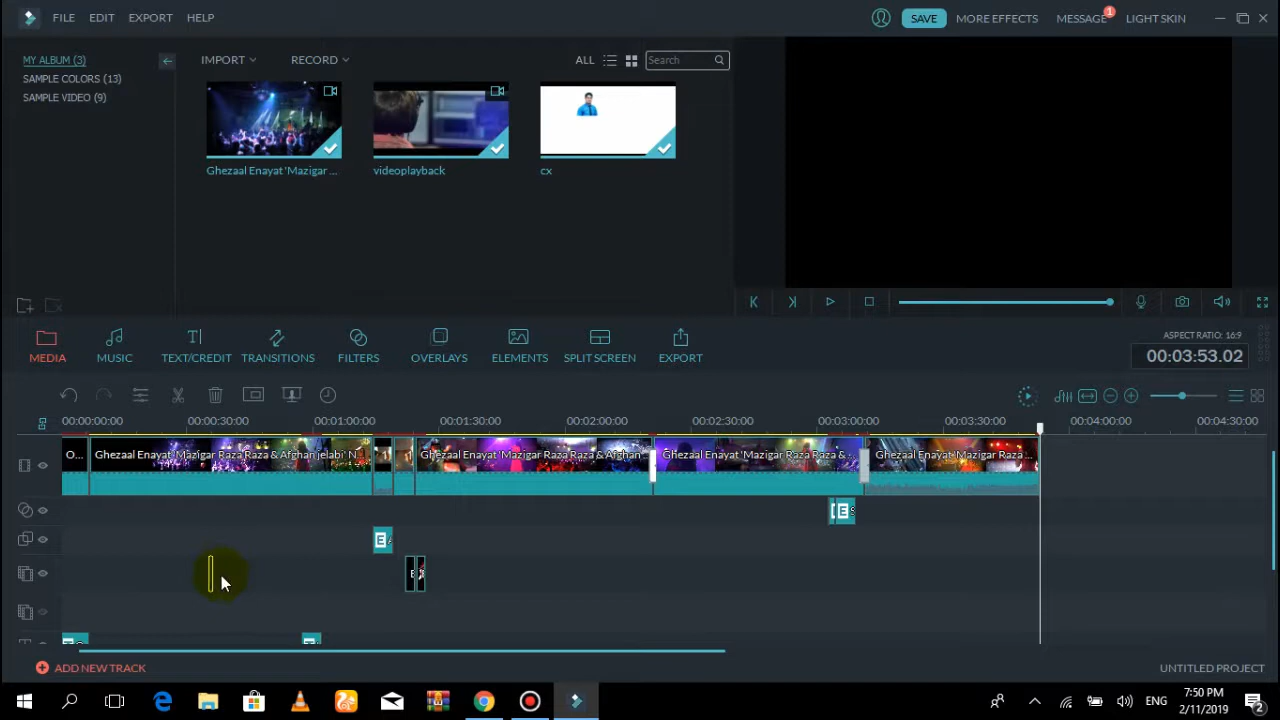 FILE EDIT EXPORT HELP SAVE MORE EFFECTS MESSAGE 1 LIGHT SKIN
MY ALBUM (3)
SAMPLE COLORS (13)
SAMPLE VIDEO (9)
IMPORT RECORD ALL Search
Ghezaal Enayat 'Mazigar ... videoplayback cx
MEDIA MUSIC TEXT/CREDIT TRANSITIONS FILTERS OVERLAYS ELEMENTS SPLIT SCREEN EXPORT
ASPECT RATIO: 16:9
00:03:53.02
00:00:00:00 00:00:30:00 00:01:00:00 00:01:30:00 00:02:00:00 00:02:30:00 00:03:00:00 00:03:30:00 00:04:00:00 00:04:30:00
O... Ghezaal Enayat 'Mazigar Raza Raza & Afghan jelabi' N... Ghezaal Enayat 'Mazigar Raza Raza & Afghan... Ghezaal Enayat 'Mazigar Raza Raza &... Ghezaal Enayat 'Mazigar Raza ...
E
E
ADD NEW TRACK UNTITLED PROJECT
ENG 7:50 PM
2/11/2019 2